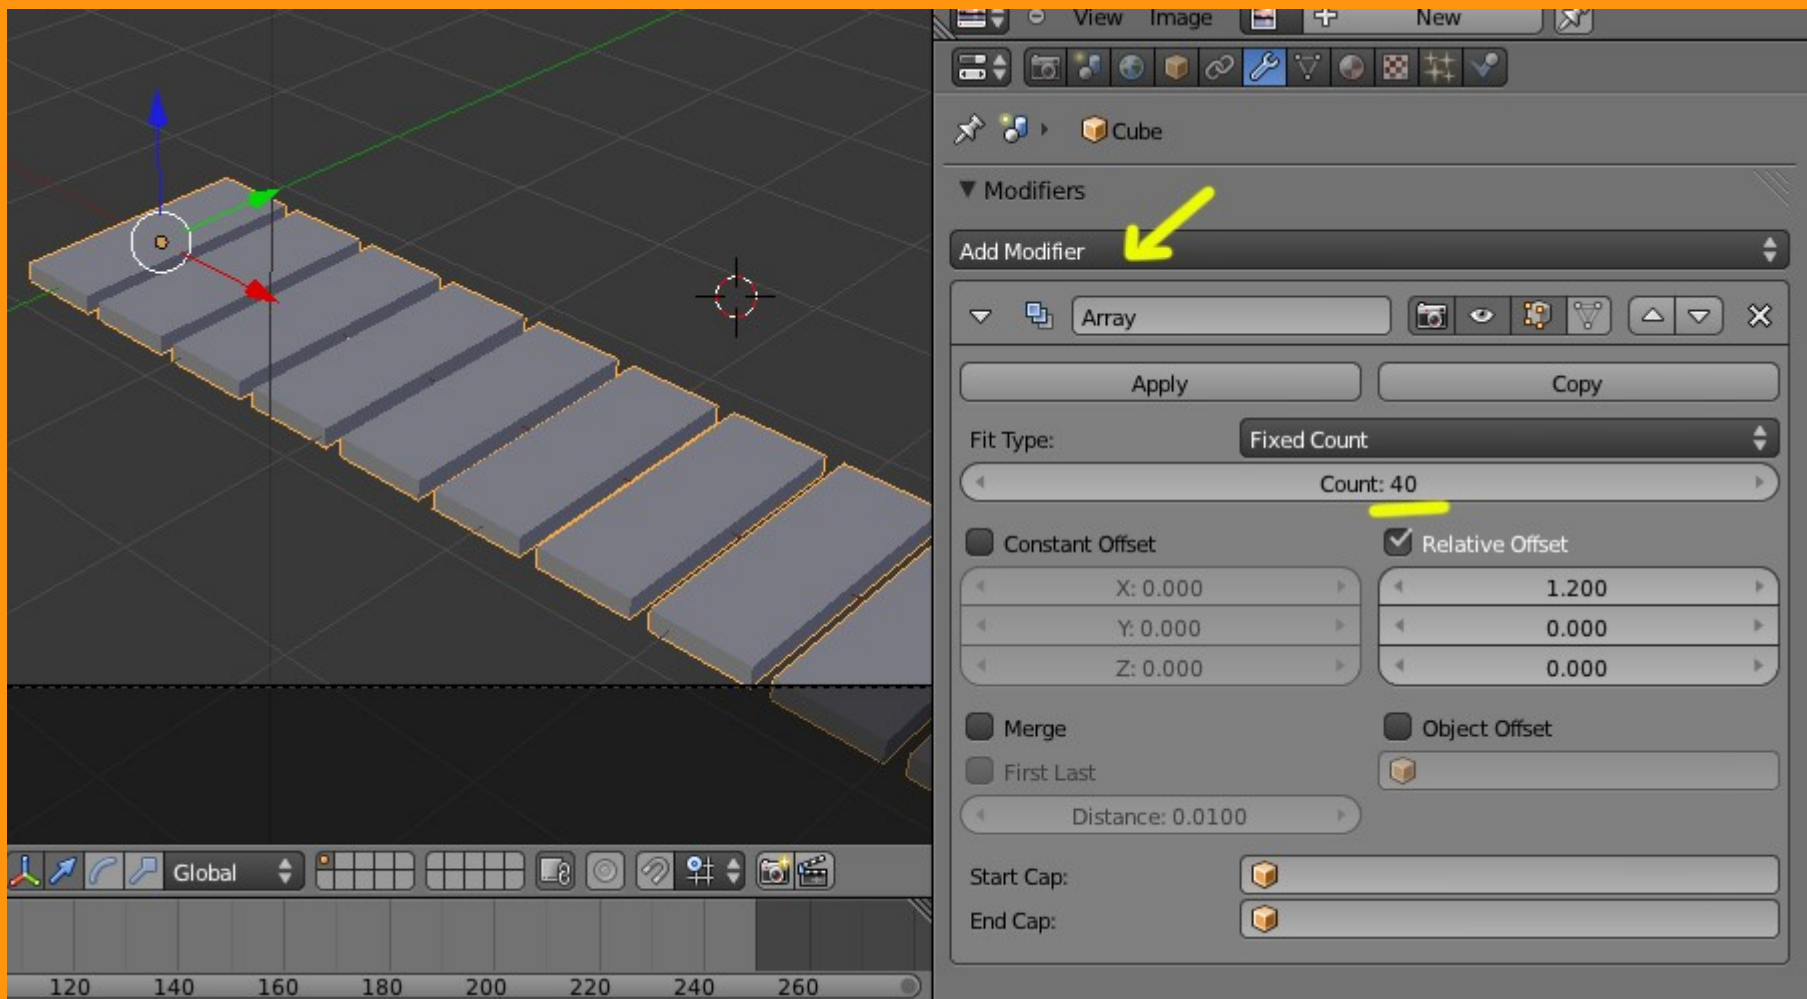 View Image New
Cube
Modifiers
Add Modifier
Array
Apply Copy
Fit Type: Fixed Count
Count: 40
Constant Offset Relative Offset
X: 0.000 1.200
Y: 0.000 0.000
Z: 0.000 0.000
Merge Object Offset
First Last
Distance: 0.0100
Start Cap:
End Cap:
Global
120 140 160 180 200 220 240 260